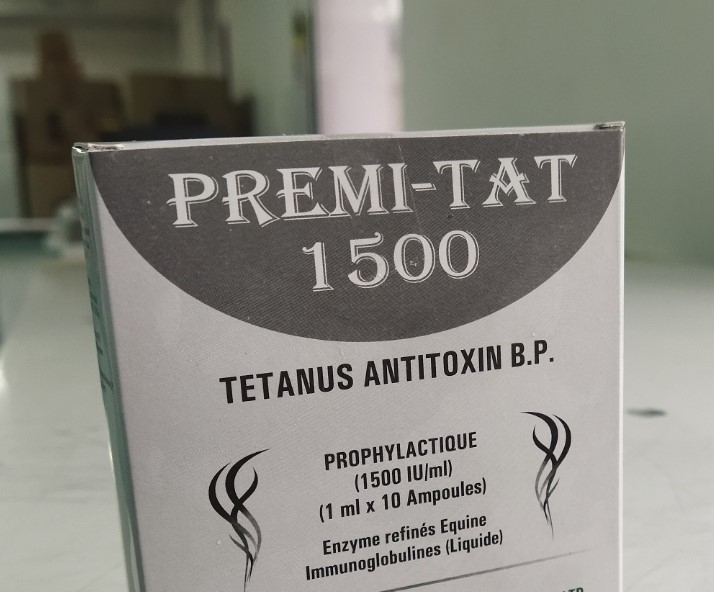 PREMI-TAT
1500
TETANUS ANTITOXIN B.P.
PROPHYLACTIQUE
(1500 IU/ml)
(1 ml x 10 Ampoules)
Enzyme refinés Equine
Immunoglobulines (Liquide)